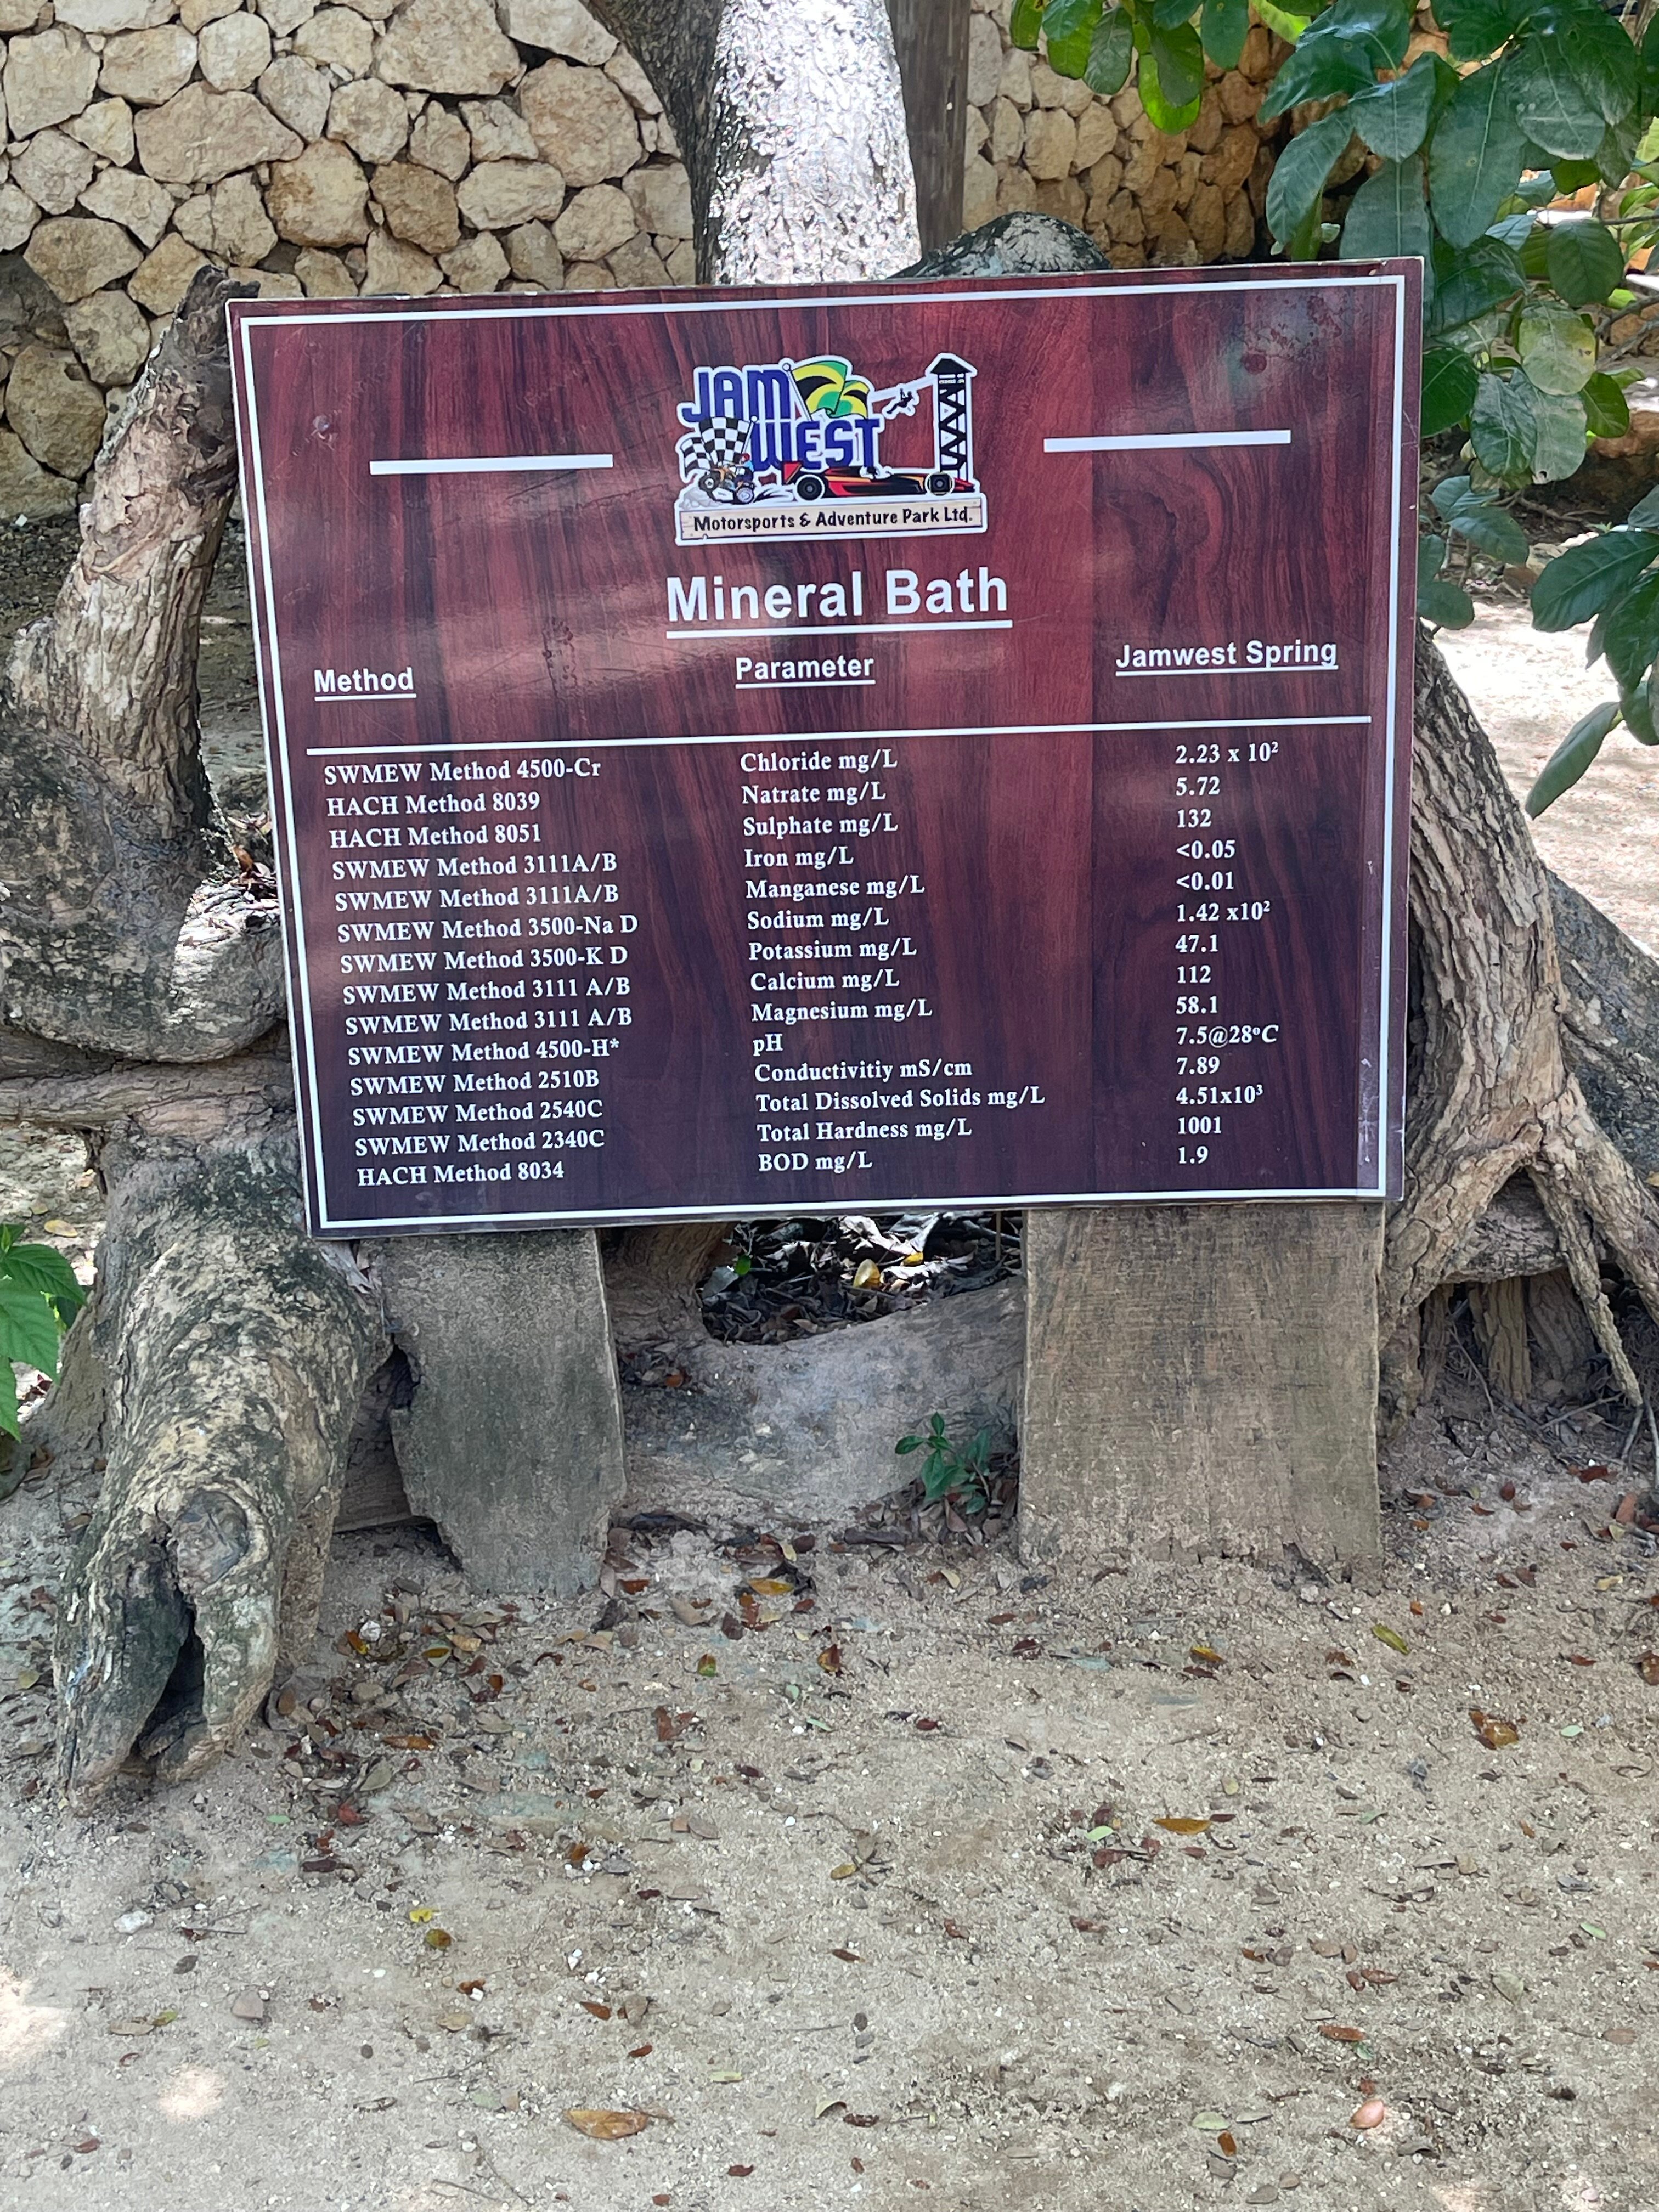 JAM
WEST
Motorsports & Adventure Park Ltd.
Mineral Bath
Method Parameter Jamwest Spring
SWMEW Method 4500-Cr Chloride mg/L 2.23 x 10²
HACH Method 8039 Natrate mg/L 5.72
HACH Method 8051 Sulphate mg/L 132
SWMEW Method 3111A/B Iron mg/L <0.05
SWMEW Method 3111A/B Manganese mg/L <0.01
SWMEW Method 3500-Na D Sodium mg/L 1.42 x10²
SWMEW Method 3500-K D Potassium mg/L 47.1
SWMEW Method 3111 A/B Calcium mg/L 112
SWMEW Method 3111 A/B Magnesium mg/L 58.1
SWMEW Method 4500-H* pH 7.5@28°C
SWMEW Method 2510B Conductivitiy mS/cm 7.89
SWMEW Method 2540C Total Dissolved Solids mg/L 4.51x10³
SWMEW Method 2340C Total Hardness mg/L 1001
HACH Method 8034 BOD mg/L 1.9